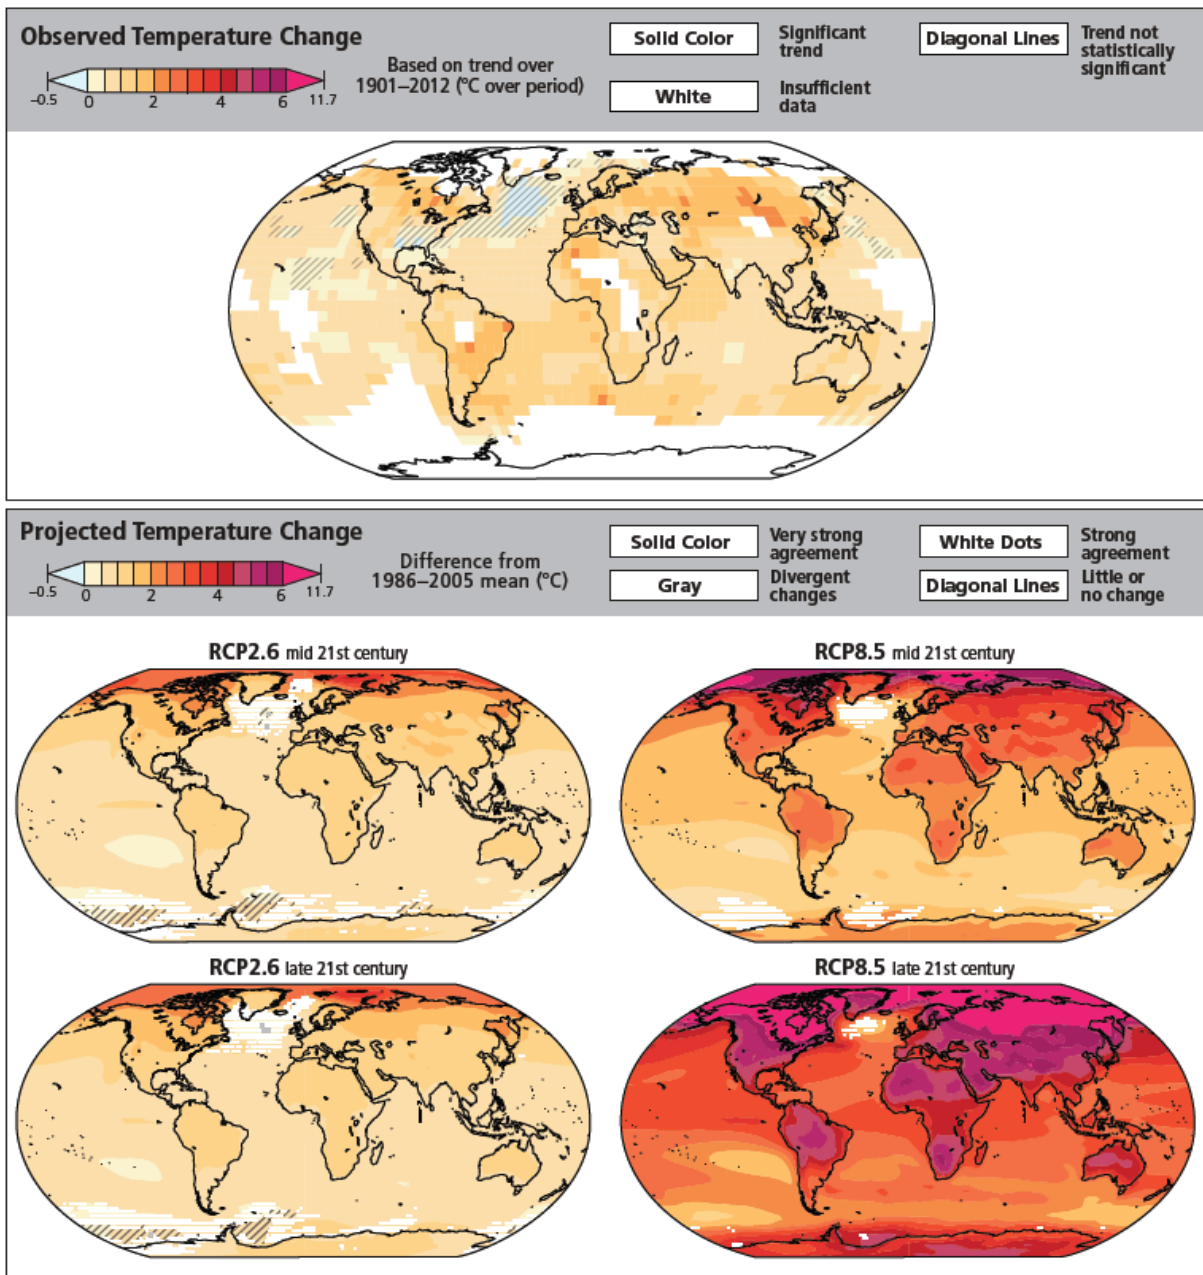 Observed Temperature Change
−0.5 0 2 4 6 11.7
Based on trend over
1901–2012 (°C over period)
Solid Color
Significant
trend
Diagonal Lines
Trend not
statistically
significant
White
Insufficient
data
Projected Temperature Change
−0.5 0 2 4 6 11.7
Difference from
1986–2005 mean (°C)
Solid Color
Very strong
agreement
White Dots
Strong
agreement
Gray
Divergent
changes
Diagonal Lines
Little or
no change
RCP2.6 mid 21st century
RCP8.5 mid 21st century
RCP2.6 late 21st century
RCP8.5 late 21st century